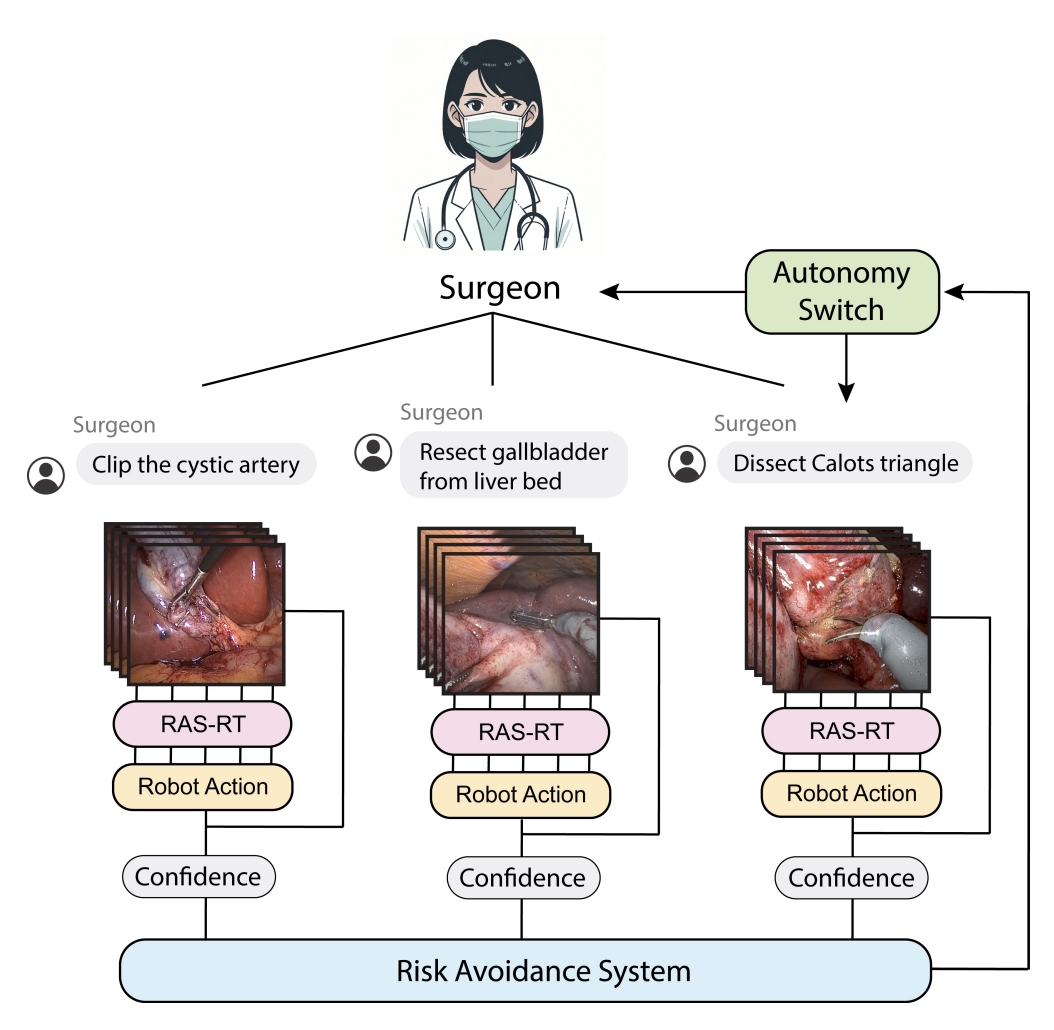 Surgeon
Autonomy
Switch
Surgeon
Clip the cystic artery
Surgeon
Resect gallbladder
from liver bed
Surgeon
Dissect Calots triangle
RAS-RT
Robot Action
Confidence
RAS-RT
Robot Action
Confidence
RAS-RT
Robot Action
Confidence
Risk Avoidance System